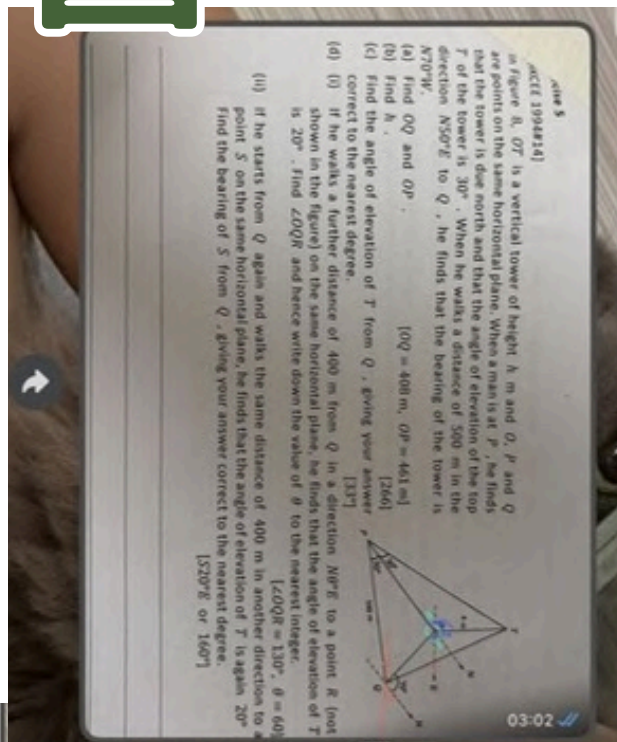 cise 5
KCEE 1994#14]
In Figure 8, OT is a vertical tower of height h m and O, P and Q
are points on the same horizontal plane. When a man is at P, he finds
that the tower is due north and that the angle of elevation of the top
T of the tower is 30°. When he walks a distance of 500 m in the
direction N50°E to Q, he finds that the bearing of the tower is
N70°W.
(a) Find OQ and OP. [OQ = 408 m, OP = 461 m]
(b) Find h. [266]
(c) Find the angle of elevation of T from Q, giving your answer
correct to the nearest degree. [33°]
(d) (i) If he walks a further distance of 400 m from Q in a direction Nθ°E to a point R (not
shown in the figure) on the same horizontal plane, he finds that the angle of elevation of T
is 20°. Find ∠OQR and hence write down the value of θ to the nearest integer.
[∠OQR = 130°, θ = 60]
(ii) If he starts from Q again and walks the same distance of 400 m in another direction to a
point S on the same horizontal plane, he finds that the angle of elevation of T is again 20°
Find the bearing of S from Q, giving your answer correct to the nearest degree.
[S20°E or 160°]
T
P
Q
N
03:02